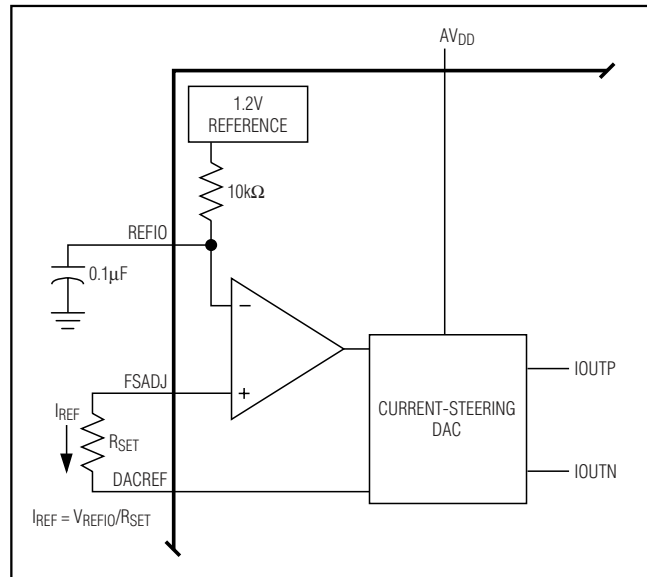 AVDD
1.2V
REFERENCE
10kΩ
REFIO
0.1µF
−
+
FSADJ
IREF
RSET
DACREF
IREF = VREFIO/RSET
CURRENT-STEERING
DAC
IOUTP
IOUTN